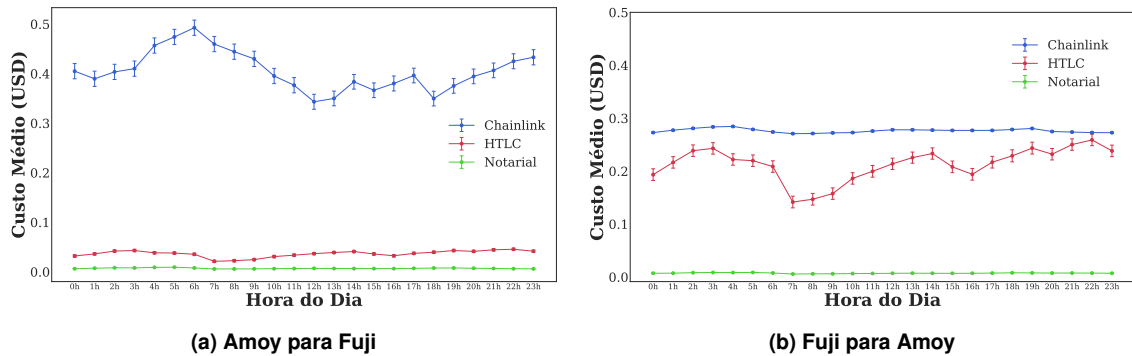 Custo Médio (USD)
0.5
0.4
0.3
0.2
0.1
0.0
Chainlink
HTLC
Notarial
0h 1h 2h 3h 4h 5h 6h 7h 8h 9h 10h 11h 12h 13h 14h 15h 16h 17h 18h 19h 20h 21h 22h 23h
Hora do Dia
(a) Amoy para Fuji
Custo Médio (USD)
0.5
0.4
0.3
0.2
0.1
0.0
Chainlink
HTLC
Notarial
0h 1h 2h 3h 4h 5h 6h 7h 8h 9h 10h 11h 12h 13h 14h 15h 16h 17h 18h 19h 20h 21h 22h 23h
Hora do Dia
(b) Fuji para Amoy